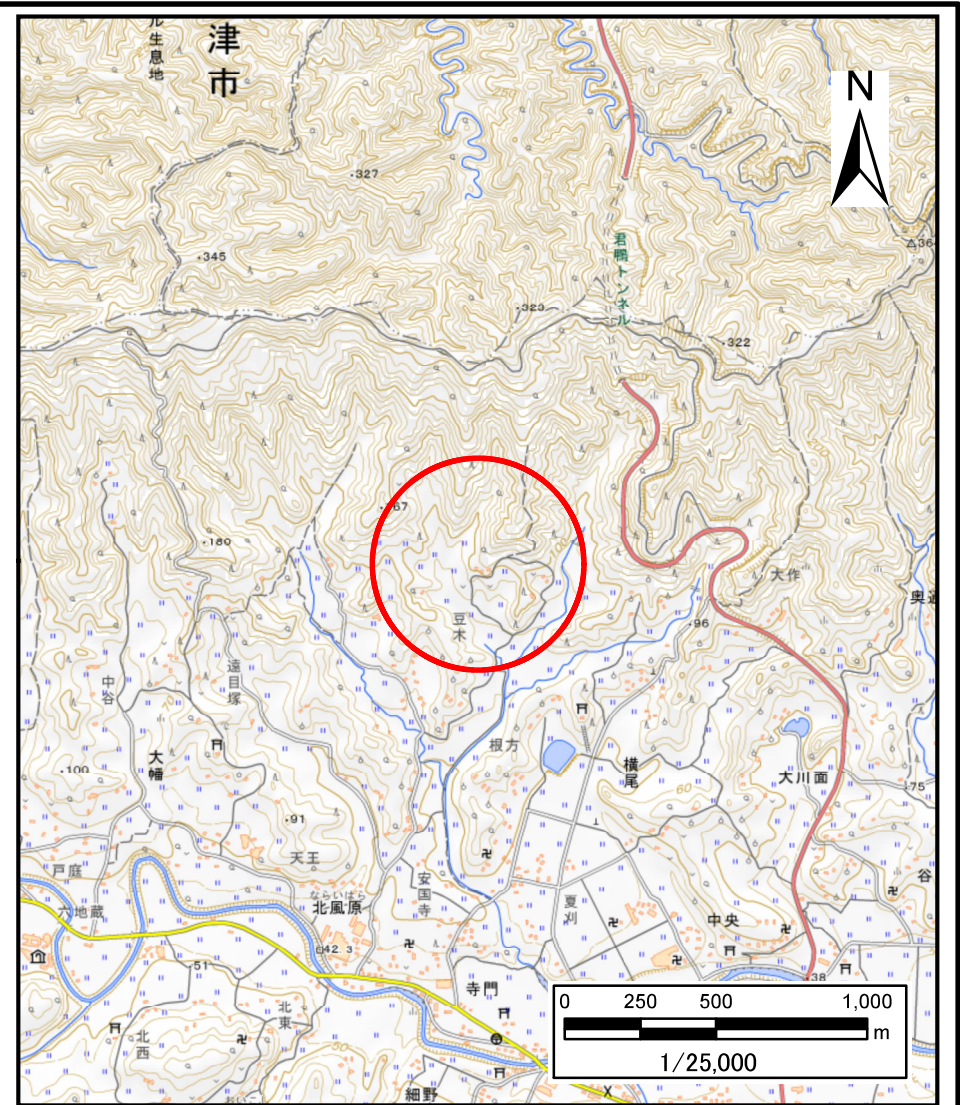 ル生息地
津市
N
250
327
345
323
322
君鴨トンネル
167
180
豆木
大作
96
中谷
遠目塚
根方
横尾
大幡
大川面
100
75
60
91
天王
戸庭
六地蔵
ならいはら
北風原
安国寺
夏刈
中央
谷
42.3
51
38
寺門
北東
北西
細野
0 250 500 1,000
m
1/25,000